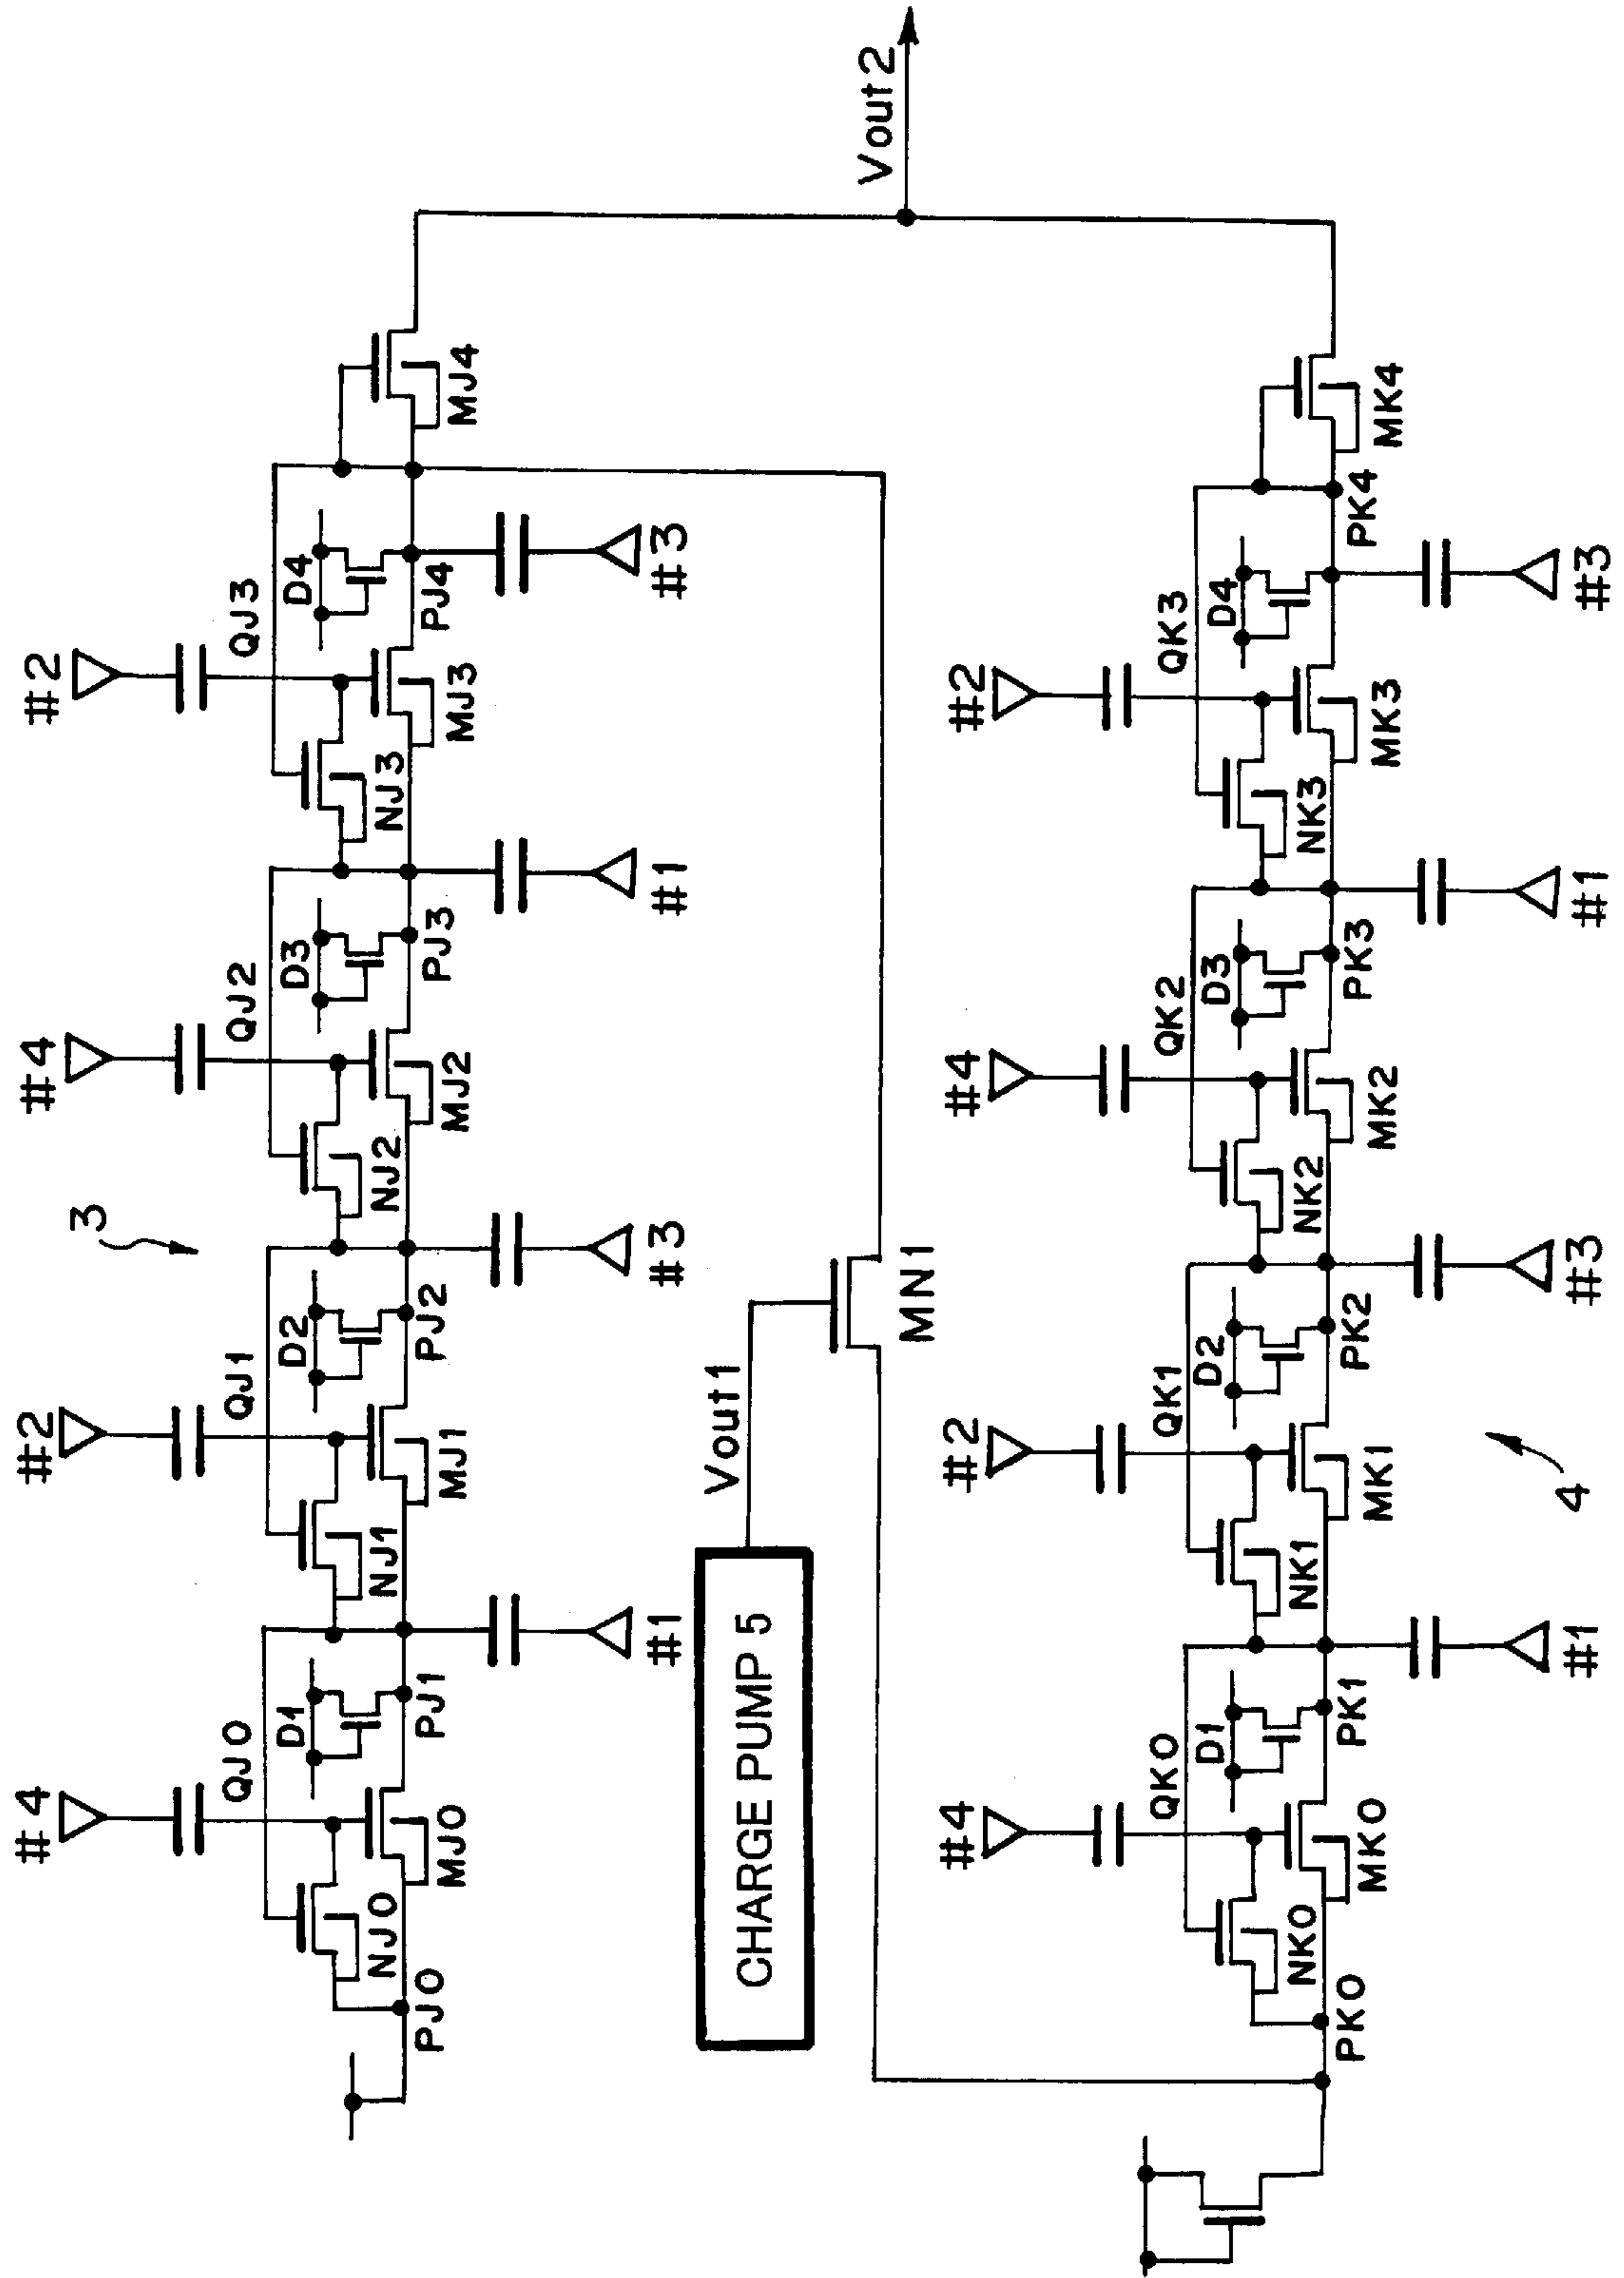 Vout2
#2
#4
#2
#4
QJ3
QJ2
QJ1
QJ0
D4
D3
D2
D1
NJ3
NJ2
NJ1
NJ0
PJ4
PJ3
PJ2
PJ1
PJ0
MJ4
MJ3
MJ2
MJ1
MJ0
#3
#1
#3
#1
3
Vout1
MN1
CHARGE PUMP 5
#2
#4
#2
#4
QK3
QK2
QK1
QK0
D4
D3
D2
D1
NK3
NK2
NK1
NK0
PK4
PK3
PK2
PK1
PK0
MK4
MK3
MK2
MK1
MK0
#3
#1
#3
#1
4